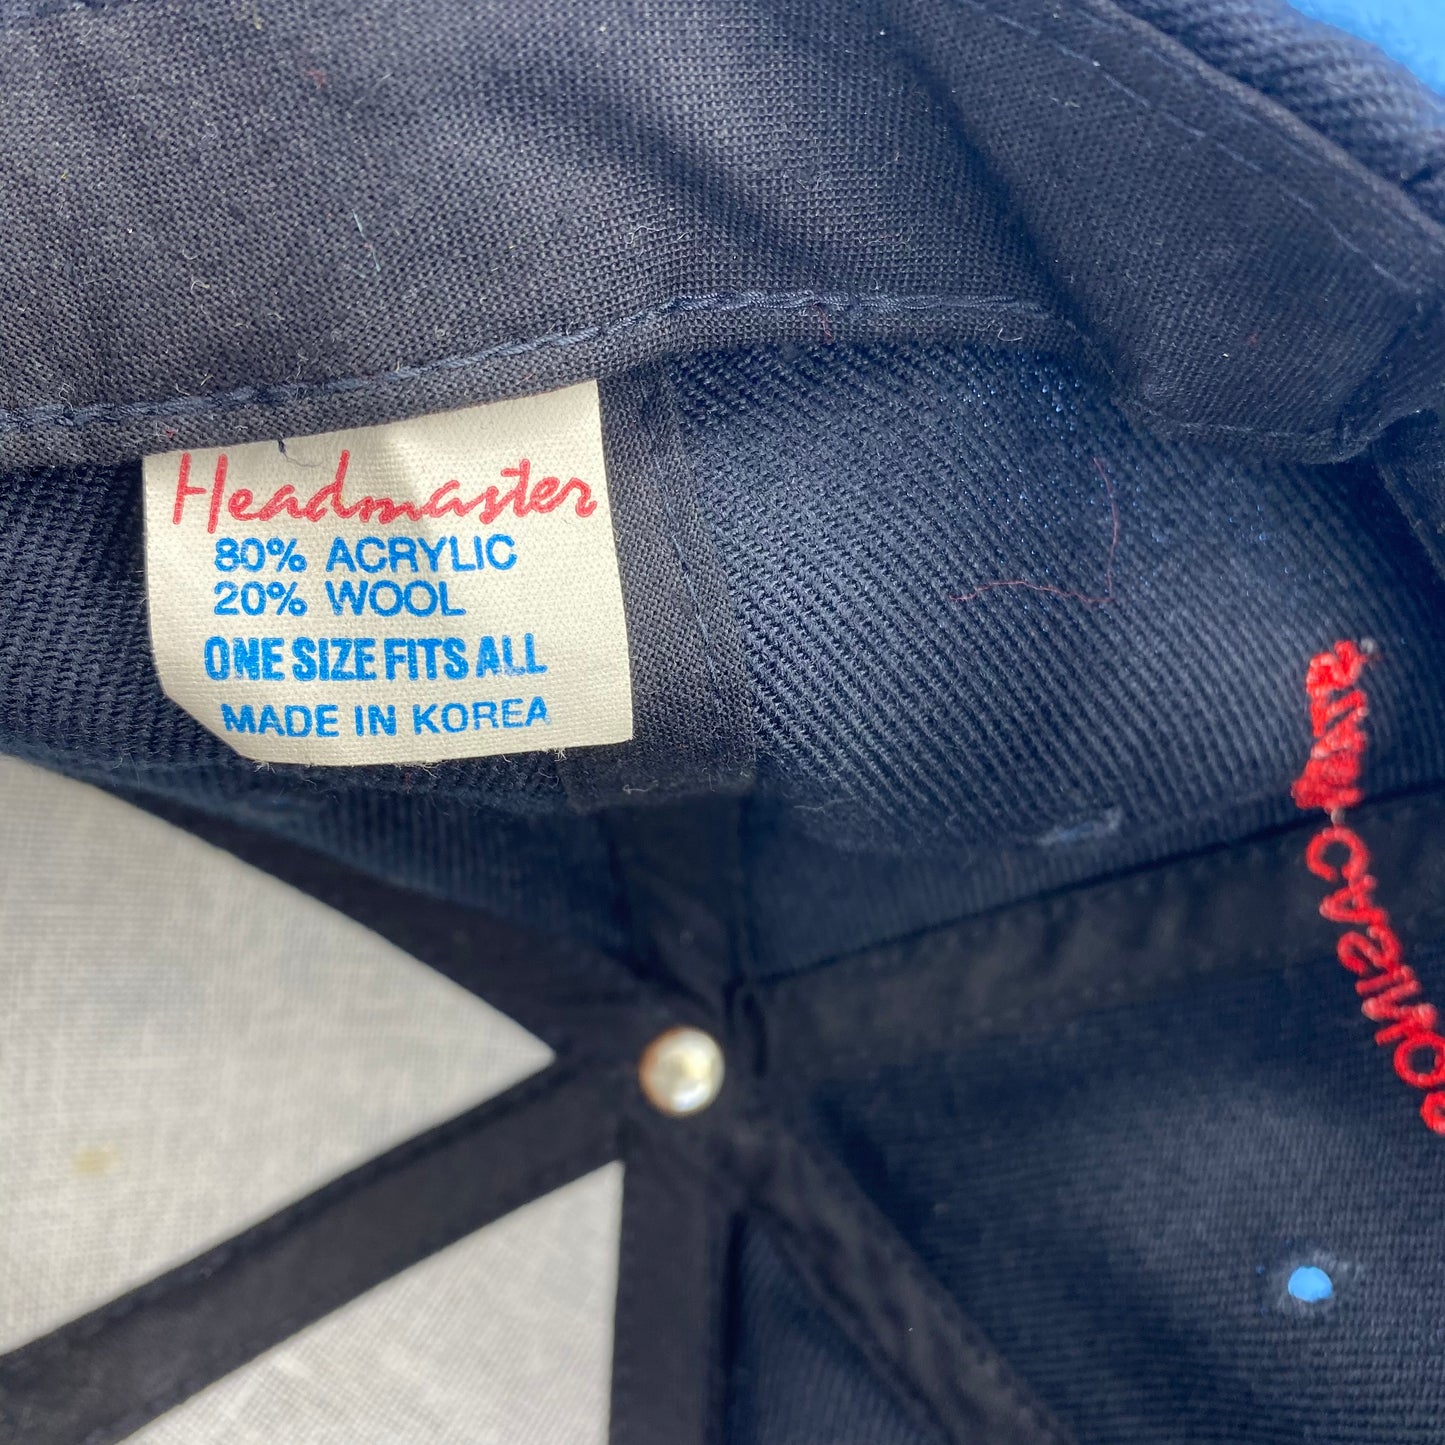 Headmaster
80% ACRYLIC
20% WOOL
ONE SIZE FITS ALL
MADE IN KOREA